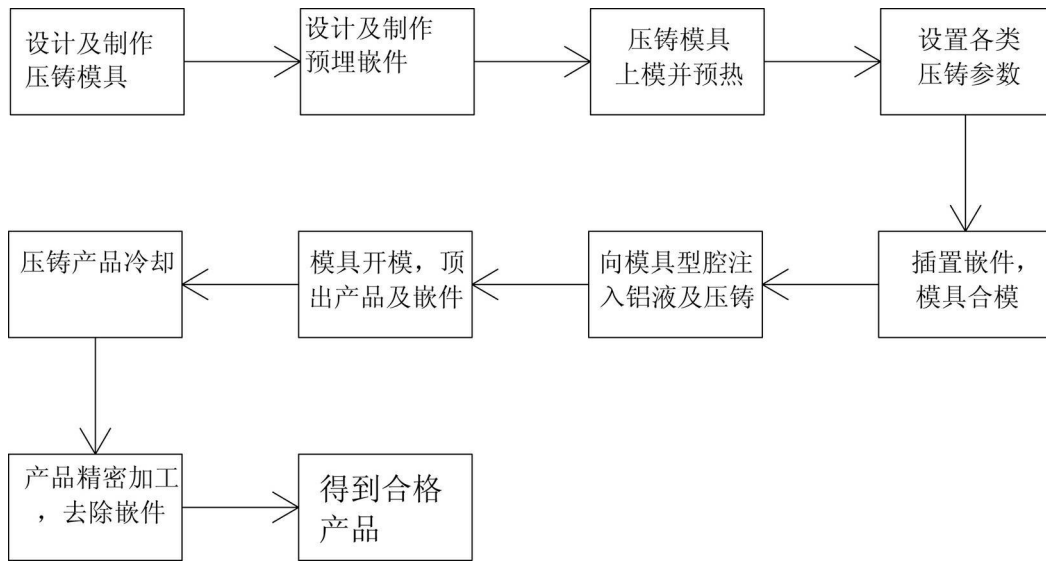 设计及制作
压铸模具
设计及制作
预埋嵌件
压铸模具
上模并预热
设置各类
压铸参数
插置嵌件，
模具合模
向模具型腔注
入铝液及压铸
模具开模，顶
出产品及嵌件
压铸产品冷却
产品精密加工
，去除嵌件
得到合格
产品